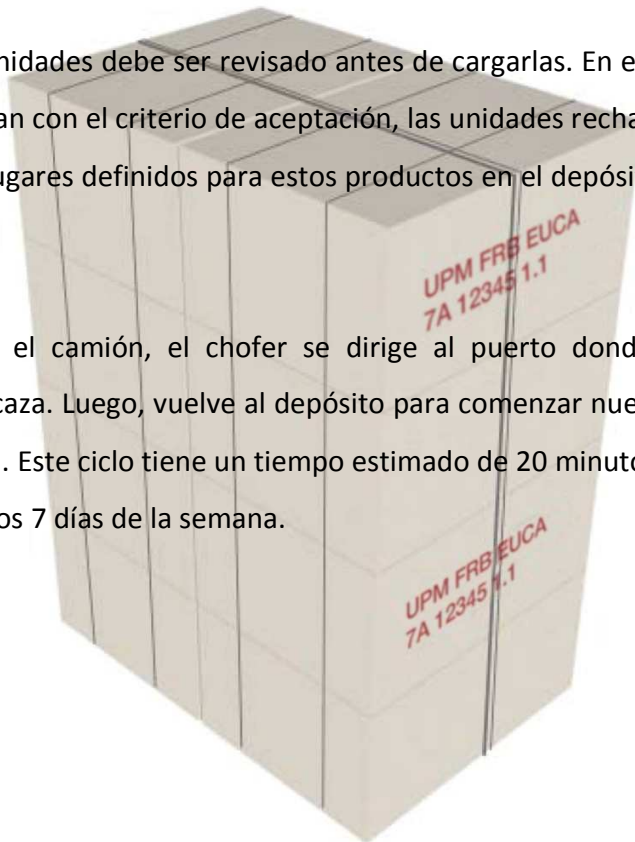 nidades debe ser revisado antes de cargarlas. En e
an con el criterio de aceptación, las unidades recha
ugares definidos para estos productos en el depósi
UPM FRB EUCA
7A 12345 1.1
el camión, el chofer se dirige al puerto dond
caza. Luego, vuelve al depósito para comenzar nue
. Este ciclo tiene un tiempo estimado de 20 minuto
os 7 días de la semana.
UPM FRB EUCA
7A 12345 1.1